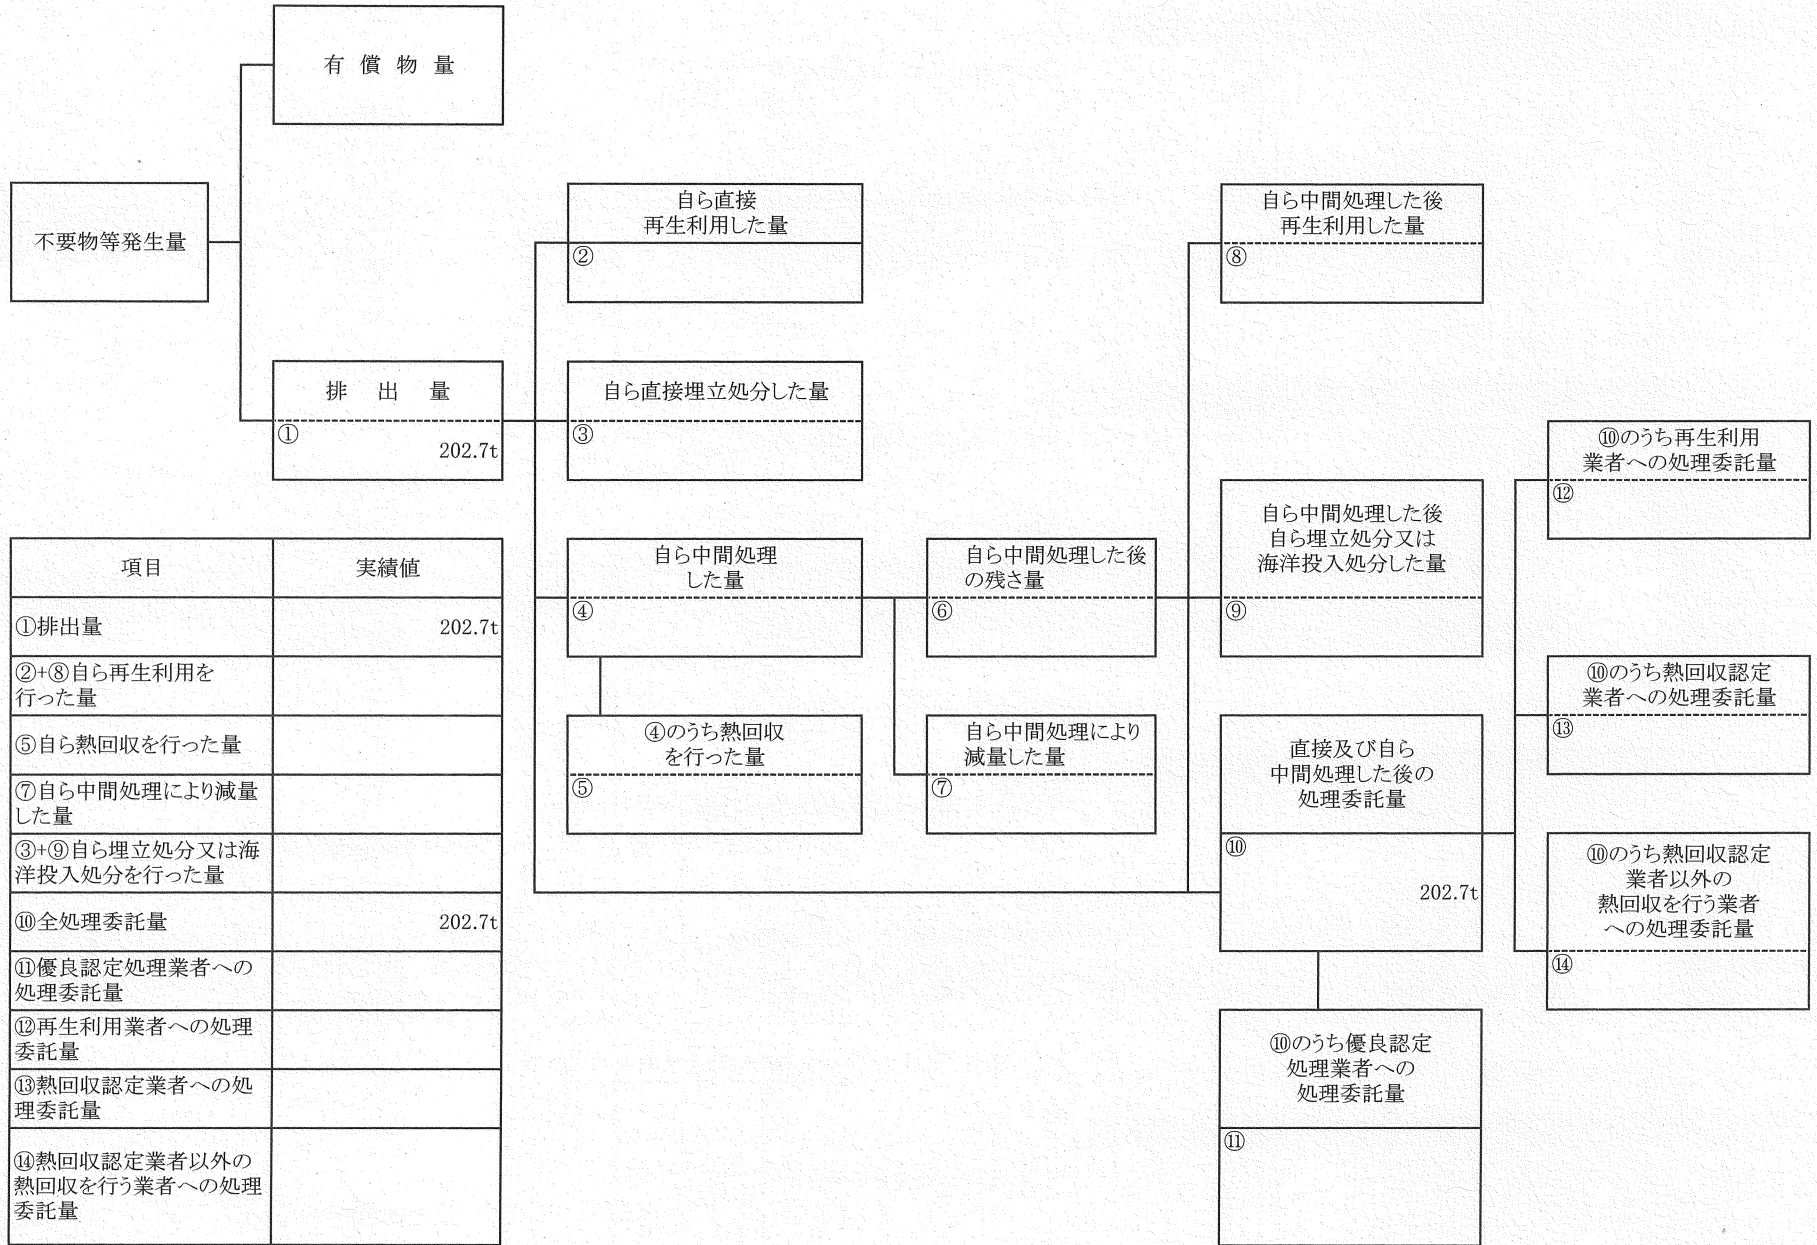 有 償 物 量
不要物等発生量
自ら直接
再生利用した量
②
自ら中間処理した後
再生利用した量
⑧
排 出 量
①
202.7t
自ら直接埋立処分した量
③
⑩のうち再生利用
業者への処理委託量
⑫
自ら中間処理した後
自ら埋立処分又は
海洋投入処分した量
⑨
自ら中間処理
した量
④
自ら中間処理した後
の残さ量
⑥
⑩のうち熱回収認定
業者への処理委託量
⑬
④のうち熱回収
を行った量
⑤
自ら中間処理により
減量した量
⑦
直接及び自ら
中間処理した後の
処理委託量
⑩
202.7t
⑩のうち熱回収認定
業者以外の
熱回収を行う業者
への処理委託量
⑭
⑩のうち優良認定
処理業者への
処理委託量
⑪
項目 実績値
①排出量 202.7t
②+⑧自ら再生利用を
行った量
⑤自ら熱回収を行った量
⑦自ら中間処理により減量
した量
③+⑨自ら埋立処分又は海
洋投入処分を行った量
⑩全処理委託量 202.7t
⑪優良認定処理業者への
処理委託量
⑫再生利用業者への処理
委託量
⑬熱回収認定業者への処
理委託量
⑭熱回収認定業者以外の
熱回収を行う業者への処理
委託量